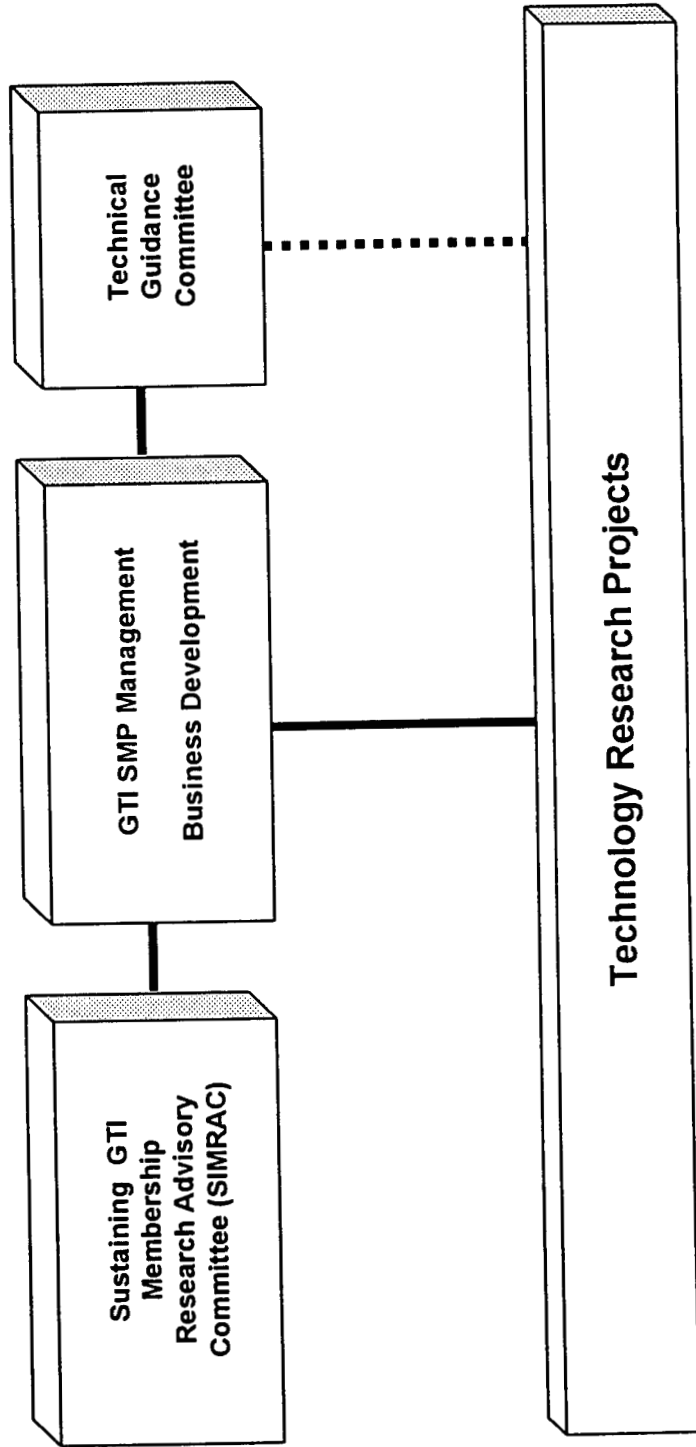 Sustaining GTI
Membership
Research Advisory
Committee (SIMRAC)
GTI SMP Management
Business Development
Technical
Guidance
Committee
Technology Research Projects